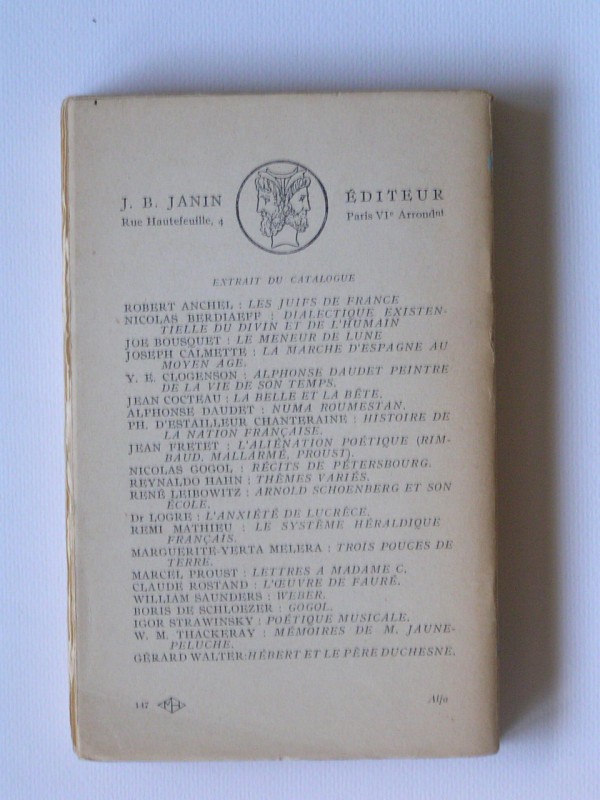 J. B. JANIN ÉDITEUR
Rue Hautefeuille, 4 Paris VIe Arrondnt
EXTRAIT DU CATALOGUE
ROBERT ANCHEL : LES JUIFS DE FRANCE
NICOLAS BERDIAEFF : DIALECTIQUE EXISTEN-
TIELLE DU DIVIN ET DE L'HUMAIN
JOE BOUSQUET : LE MENEUR DE LUNE
JOSEPH CALMETTE : LA MARCHE D'ESPAGNE AU
MOYEN AGE.
Y. E. CLOGENSON : ALPHONSE DAUDET PEINTRE
DE LA VIE DE SON TEMPS.
JEAN COCTEAU : LA BELLE ET LA BÊTE.
ALPHONSE DAUDET : NUMA ROUMESTAN.
PH. D'ESTAILLEUR CHANTERAINE : HISTOIRE DE
LA NATION FRANÇAISE.
JEAN FRETET : L'ALIÉNATION POÉTIQUE (RIM-
BAUD, MALLARMÉ, PROUST).
NICOLAS GOGOL : RÉCITS DE PÉTERSBOURG.
REYNALDO HAHN : THÈMES VARIÉS.
RENÉ LEIBOWITZ : ARNOLD SCHOENBERG ET SON
ÉCOLE.
Dr LOGRE : L'ANXIÉTÉ DE LUCRÈCE.
REMI MATHIEU : LE SYSTÈME HÉRALDIQUE
FRANÇAIS.
MARGUERITE-YERTA MELERA : TROIS POUCES DE
TERRE.
MARCEL PROUST : LETTRES A MADAME C.
CLAUDE ROSTAND : L'ŒUVRE DE FAURÉ.
WILLIAM SAUNDERS : WEBER.
BORIS DE SCHLOEZER : GOGOL.
IGOR STRAWINSKY : POÉTIQUE MUSICALE.
W. M. THACKERAY : MÉMOIRES DE M. JAUNE-
PELUCHE.
GÉRARD WALTER:HÉBERT ET LE PÈRE DUCHESNE.
147 Alfa